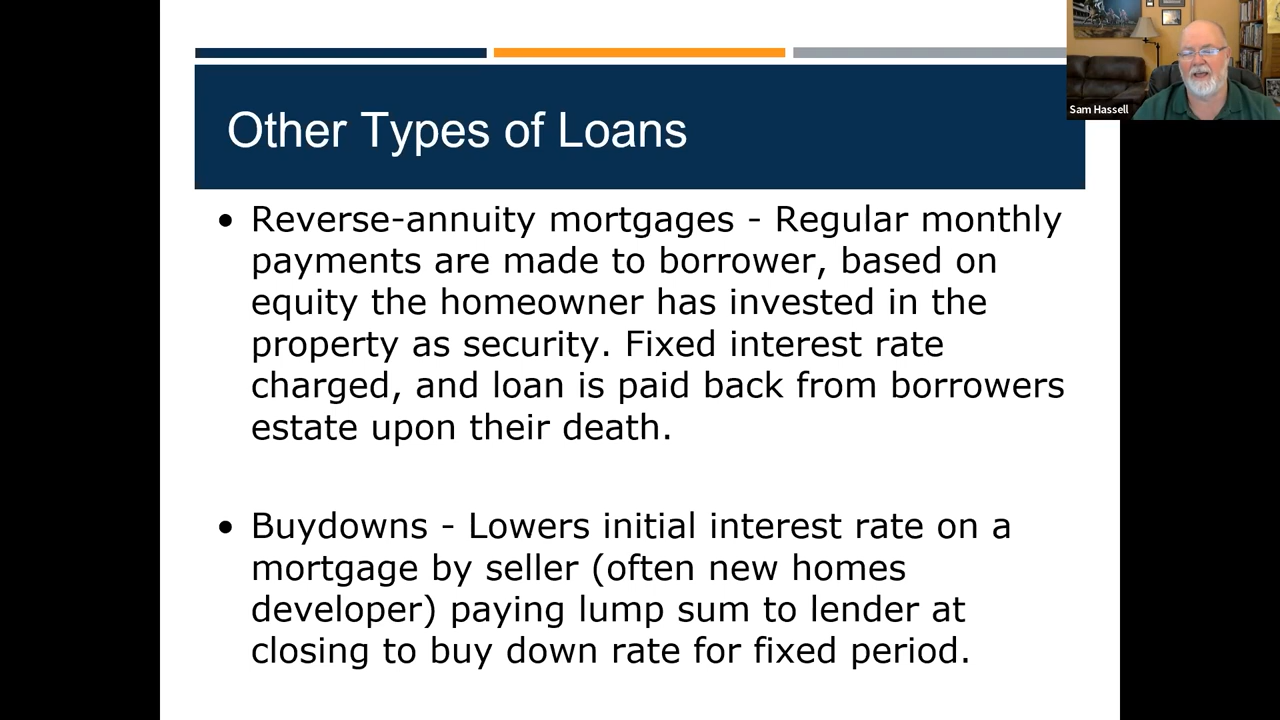 Other Types of Loans
Sam Hassell
• Reverse-annuity mortgages - Regular monthly
payments are made to borrower, based on
equity the homeowner has invested in the
property as security. Fixed interest rate
charged, and loan is paid back from borrowers
estate upon their death.
• Buydowns - Lowers initial interest rate on a
mortgage by seller (often new homes
developer) paying lump sum to lender at
closing to buy down rate for fixed period.